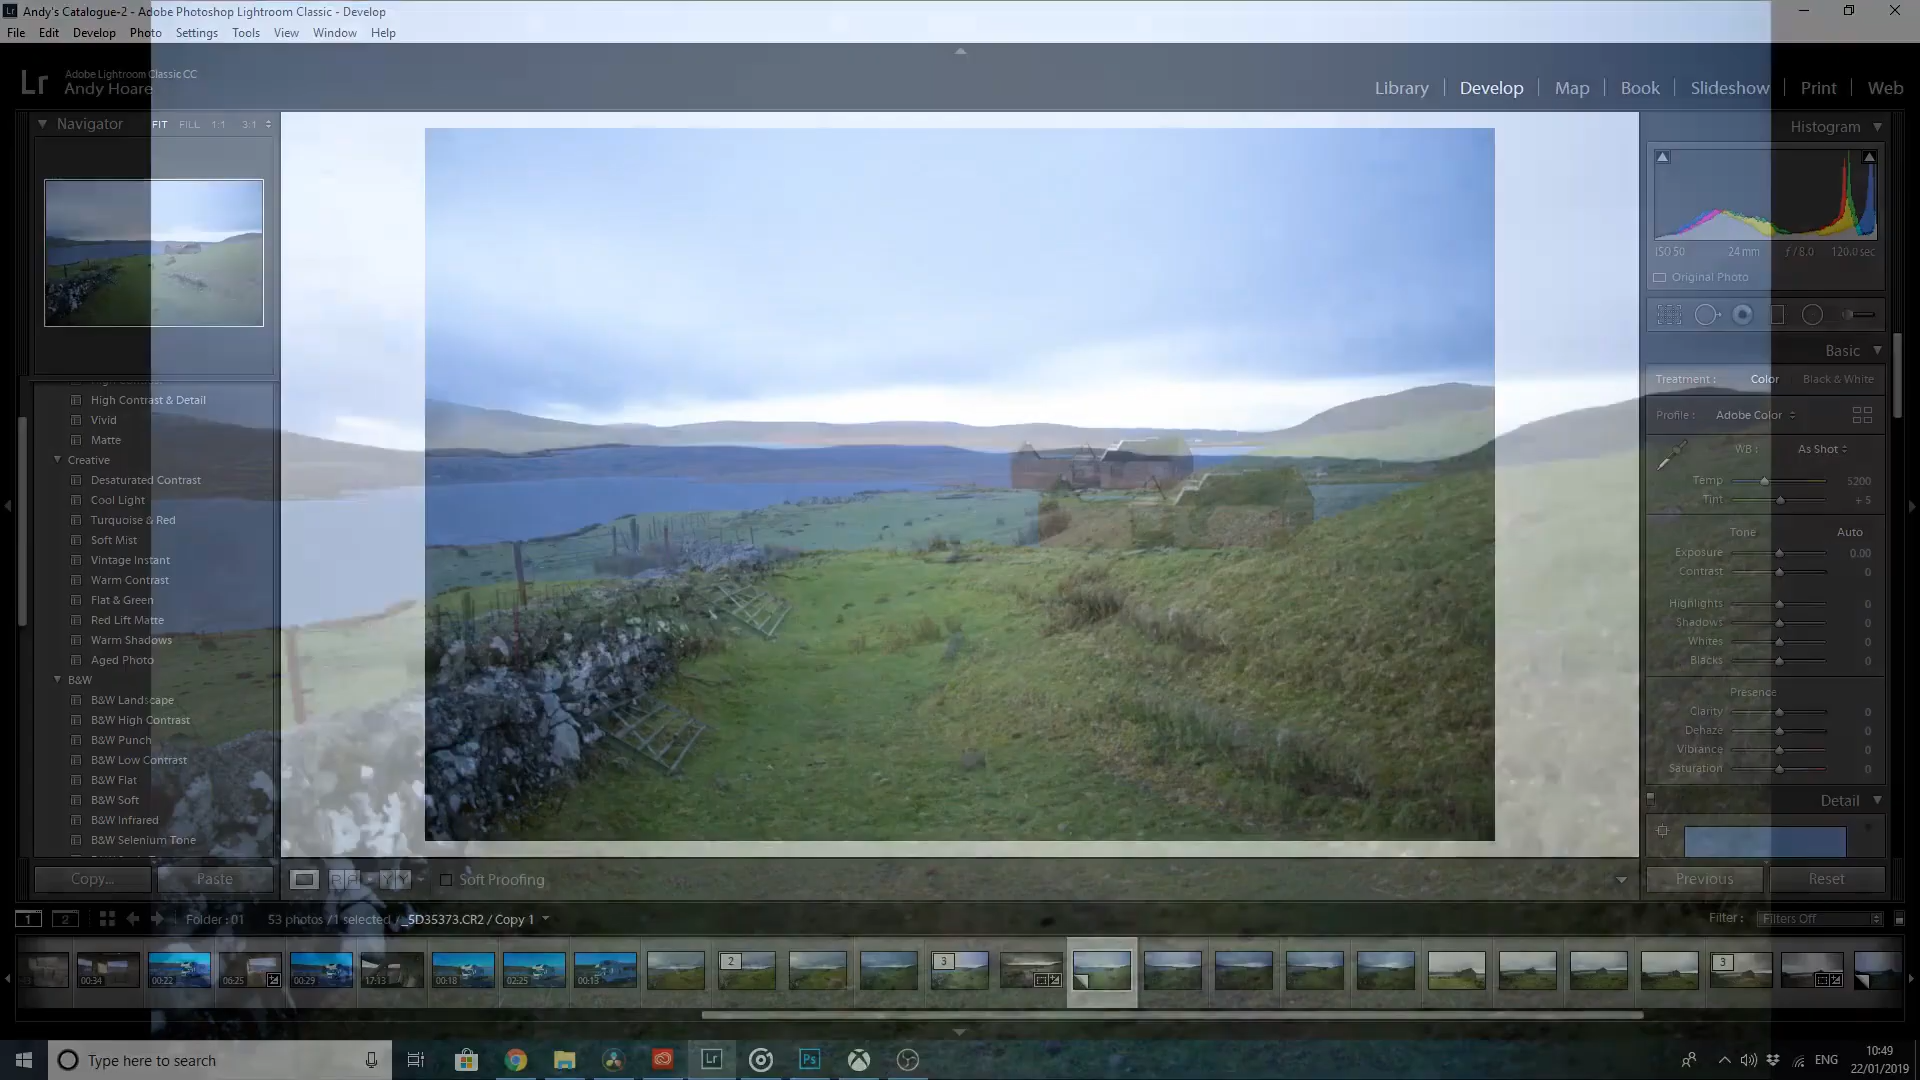 Andy's Catalogue-2 - Adobe Photoshop Lightroom Classic - Develop
File Edit Develop Photo Settings Tools View Window Help
Lr Adobe Lightroom Classic CC
Andy Hoare
Library Develop Map Book Slideshow Print Web
Navigator FIT FILL 1:1 3:1
Histogram
ISO 50 24 mm f / 8.0 120.0 sec
Original Photo
Basic
Treatment : Color Black & White
Profile : Adobe Color
WB : As Shot
Temp 5200
Tint + 5
Tone Auto
Exposure 0.00
Contrast 0
Highlights 0
Shadows 0
Whites 0
Blacks 0
Presence
Clarity 0
Dehaze 0
Vibrance 0
Saturation 0
Detail
High Contrast & Detail
Vivid
Matte
Creative
Desaturated Contrast
Cool Light
Turquoise & Red
Soft Mist
Vintage Instant
Warm Contrast
Flat & Green
Red Lift Matte
Warm Shadows
Aged Photo
B&W
B&W Landscape
B&W High Contrast
B&W Punch
B&W Low Contrast
B&W Flat
B&W Soft
B&W Infrared
B&W Selenium Tone
Copy... Paste
Soft Proofing
Previous Reset
1 2 Folder : 01 53 photos / 1 selected / _5D35373.CR2 / Copy 1
Filter : Filters Off
00:34 00:22 06:25 00:29 17:13 00:18 02:25 00:13 2 3 3
Type here to search
Lr Ps
ENG
10:49
22/01/2019